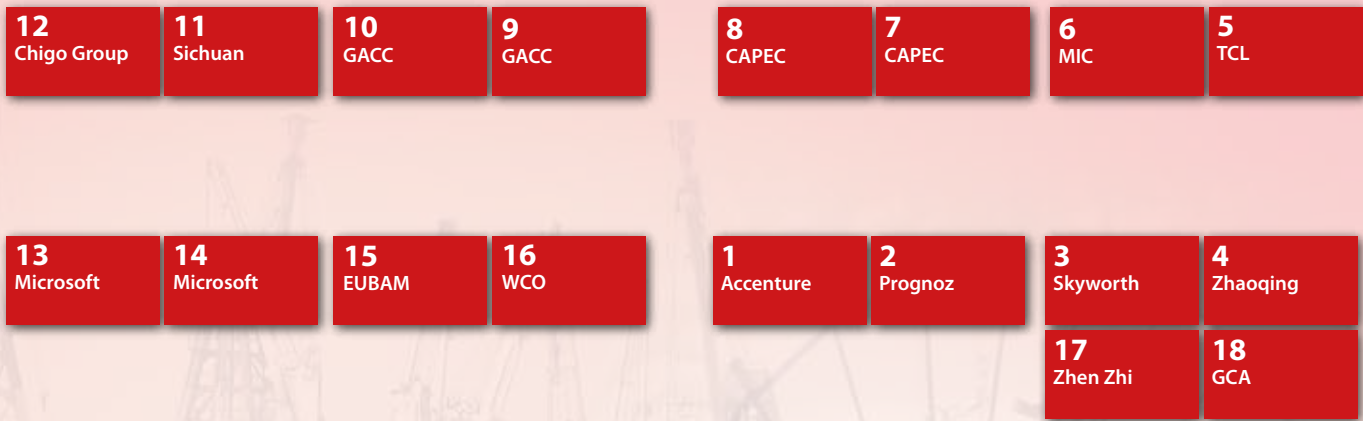 12
Chigo Group
11
Sichuan
10
GACC
9
GACC
8
CAPEC
7
CAPEC
6
MIC
5
TCL
13
Microsoft
14
Microsoft
15
EUBAM
16
WCO
1
Accenture
2
Prognoz
3
Skyworth
4
Zhaoqing
17
Zhen Zhi
18
GCA